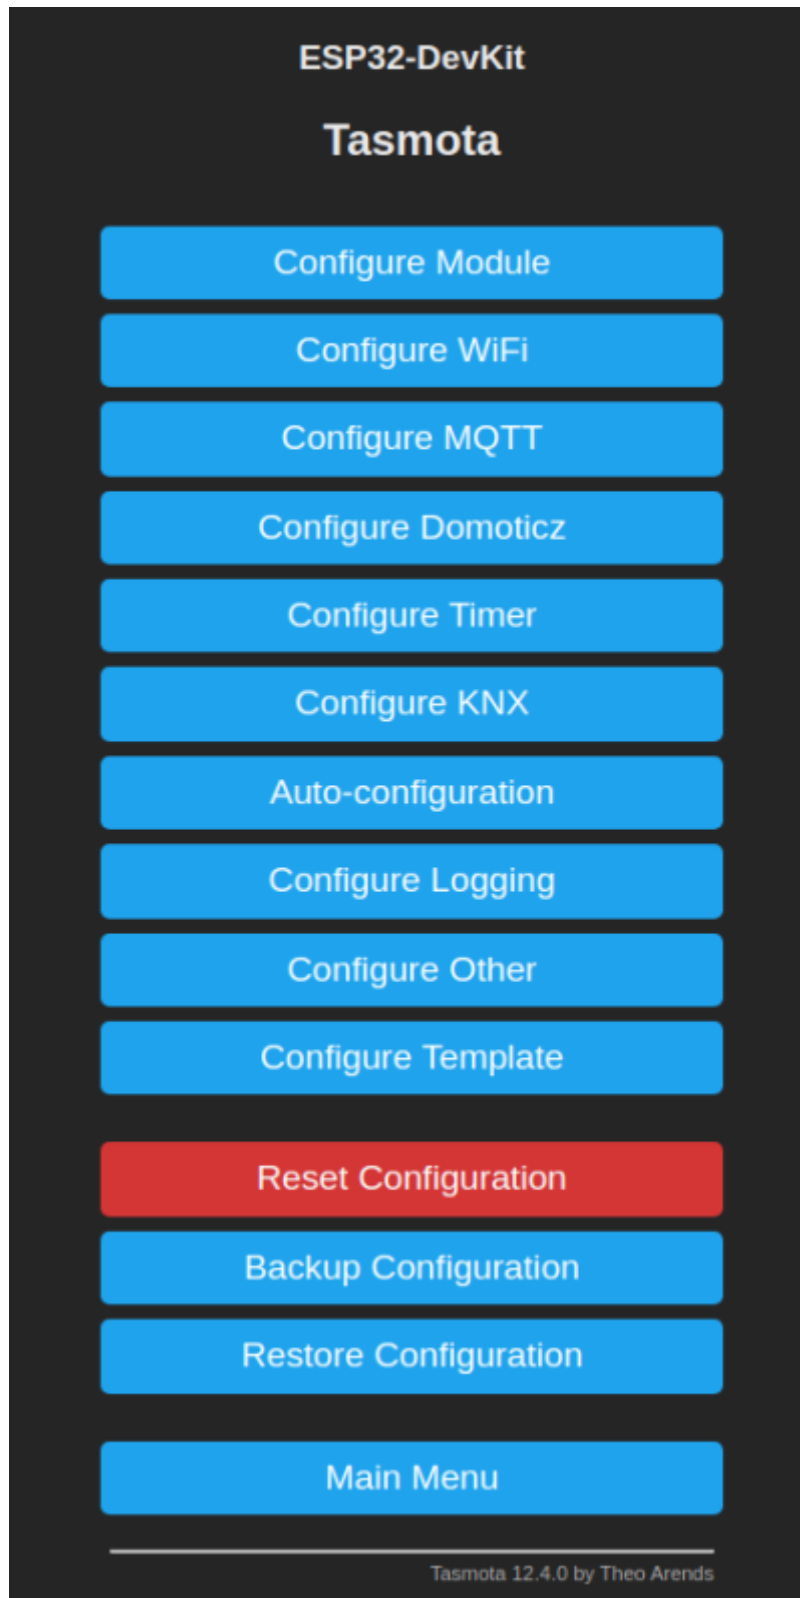 ESP32-DevKit
Tasmota
Configure Module
Configure WiFi
Configure MQTT
Configure Domoticz
Configure Timer
Configure KNX
Auto-configuration
Configure Logging
Configure Other
Configure Template
Reset Configuration
Backup Configuration
Restore Configuration
Main Menu
Tasmota 12.4.0 by Theo Arends